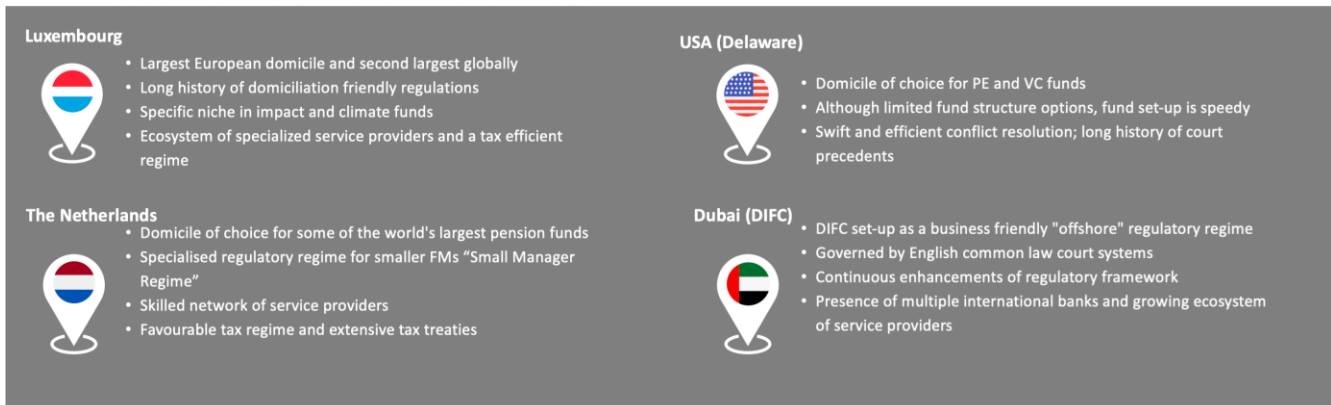 Luxembourg
• Largest European domicile and second largest globally
• Long history of domiciliation friendly regulations
• Specific niche in impact and climate funds
• Ecosystem of specialized service providers and a tax efficient
regime
USA (Delaware)
• Domicile of choice for PE and VC funds
• Although limited fund structure options, fund set-up is speedy
• Swift and efficient conflict resolution; long history of court
precedents
The Netherlands
• Domicile of choice for some of the world's largest pension funds
• Specialised regulatory regime for smaller FMs “Small Manager
Regime”
• Skilled network of service providers
• Favourable tax regime and extensive tax treaties
Dubai (DIFC)
• DIFC set-up as a business friendly "offshore" regulatory regime
• Governed by English common law court systems
• Continuous enhancements of regulatory framework
• Presence of multiple international banks and growing ecosystem
of service providers